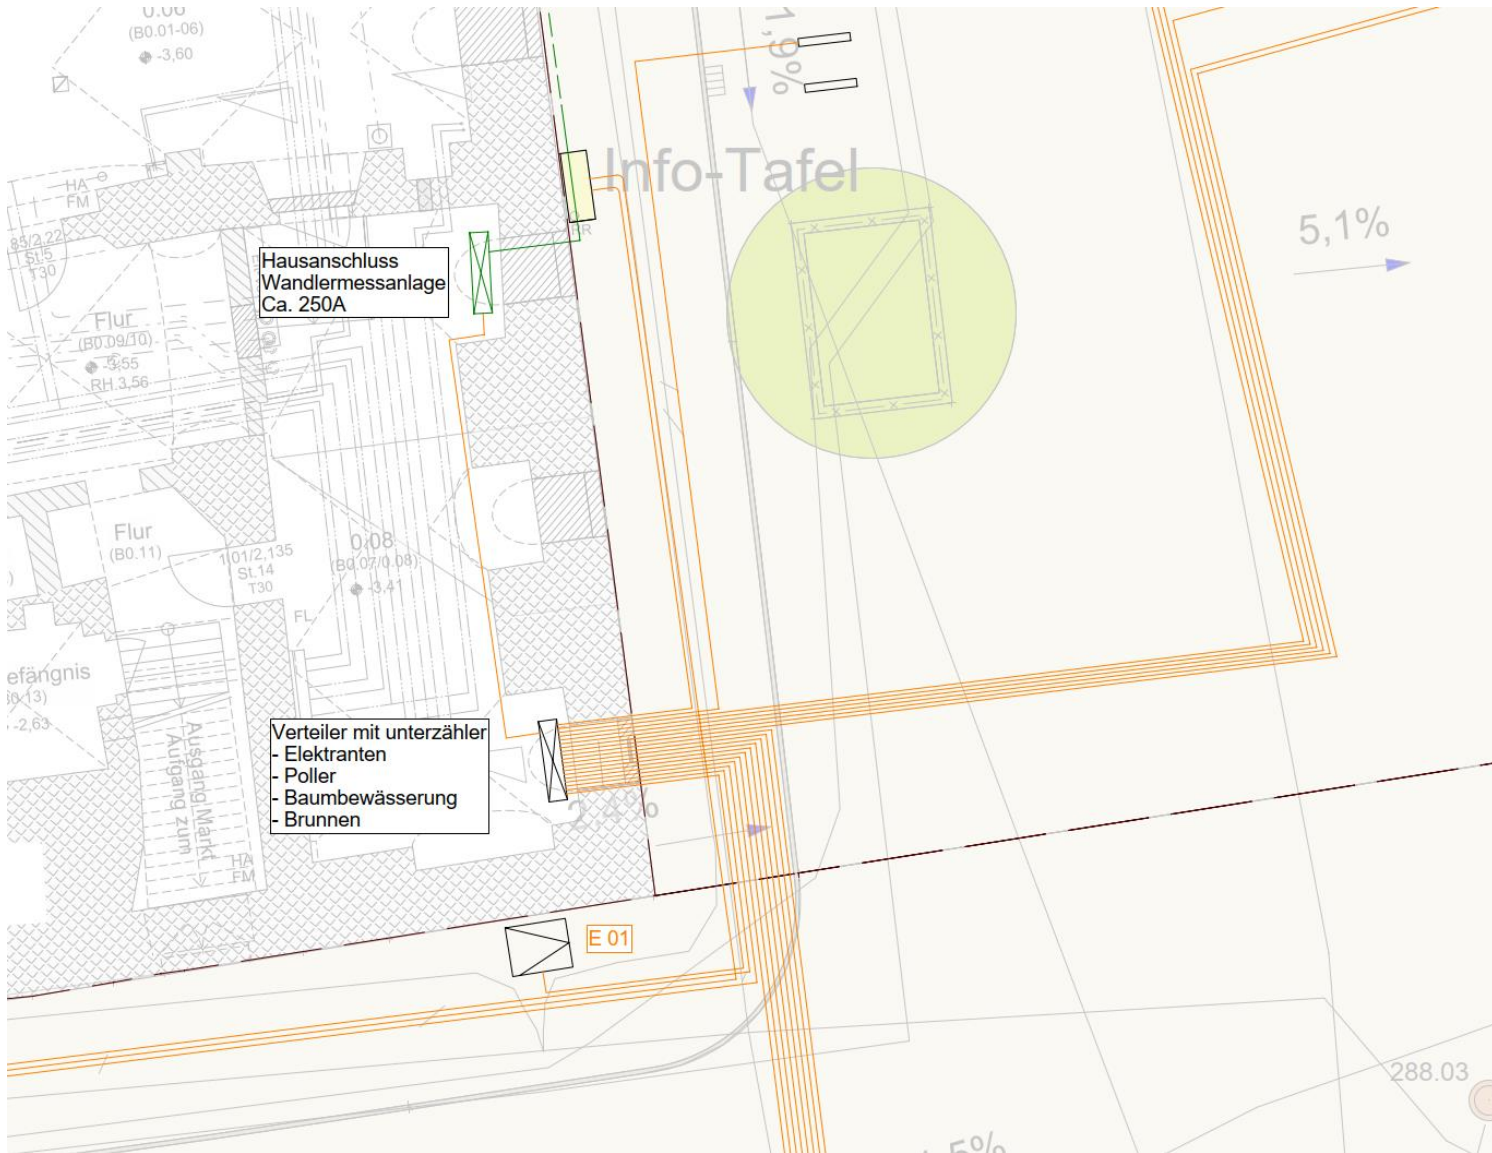 0.06
(B0.01-06)
-3,60
1,9%
Info-Tafel
HA
FM
5,1%
85/2,22
St.5
T30
RR
Hausanschluss
Wandlermessanlage
Ca. 250A
Flur
(B0.09/10)
-3,55
RH 3,56
Flur
(B0.11)
1,01/2,135
St.14
T30
0.08
(B0.07/0.08)
-3,41
FL
efängnis
-2,63
Ausgang Markt
Aufgang zum
Verteiler mit unterzähler
- Elektranten
- Poller
- Baumbewässerung
- Brunnen
2,4%
HA
FM
E 01
288.03
5%